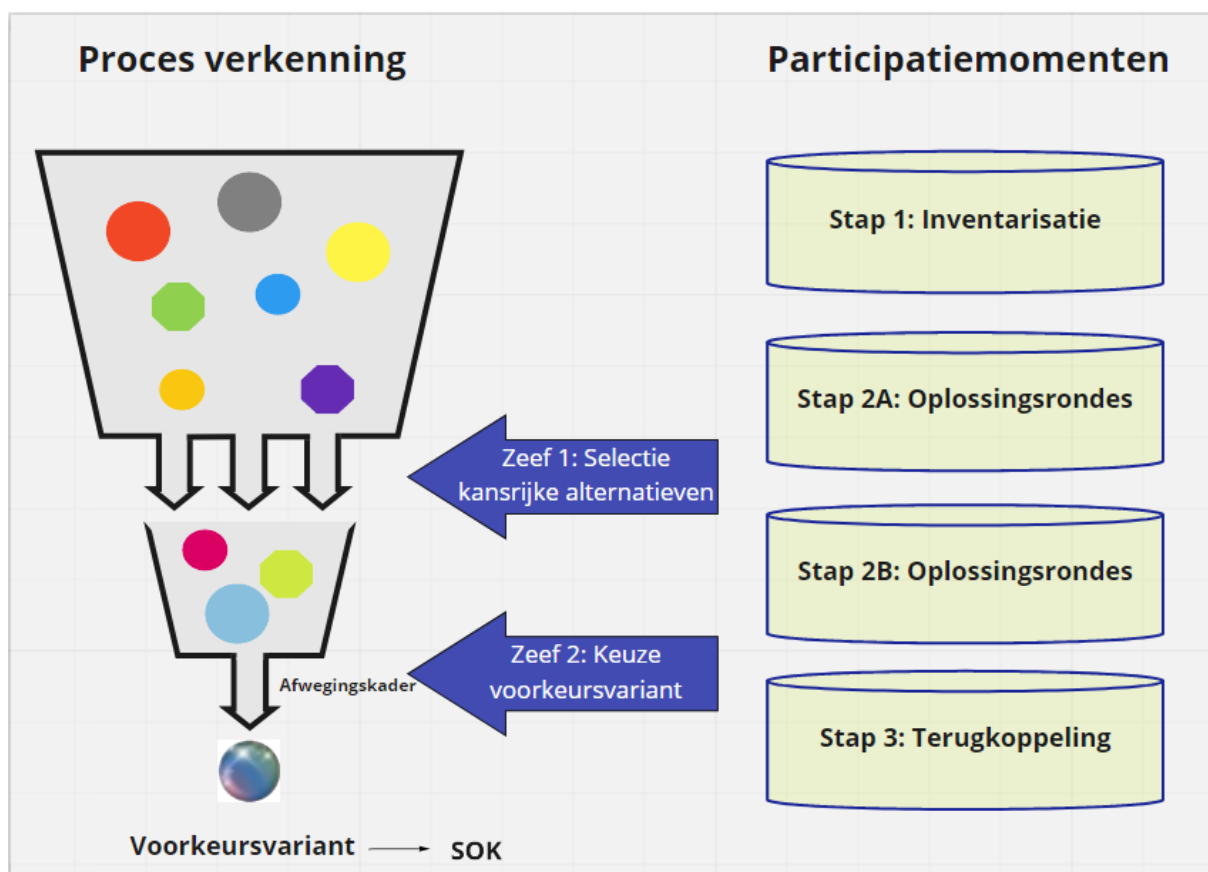 Proces verkenning
Participatiemomenten
Stap 1: Inventarisatie
Stap 2A: Oplossingsrondes
Zeef 1: Selectie
kansrijke alternatieven
Stap 2B: Oplossingsrondes
Zeef 2: Keuze
voorkeursvariant
Afwegingskader
Stap 3: Terugkoppeling
Voorkeursvariant
SOK